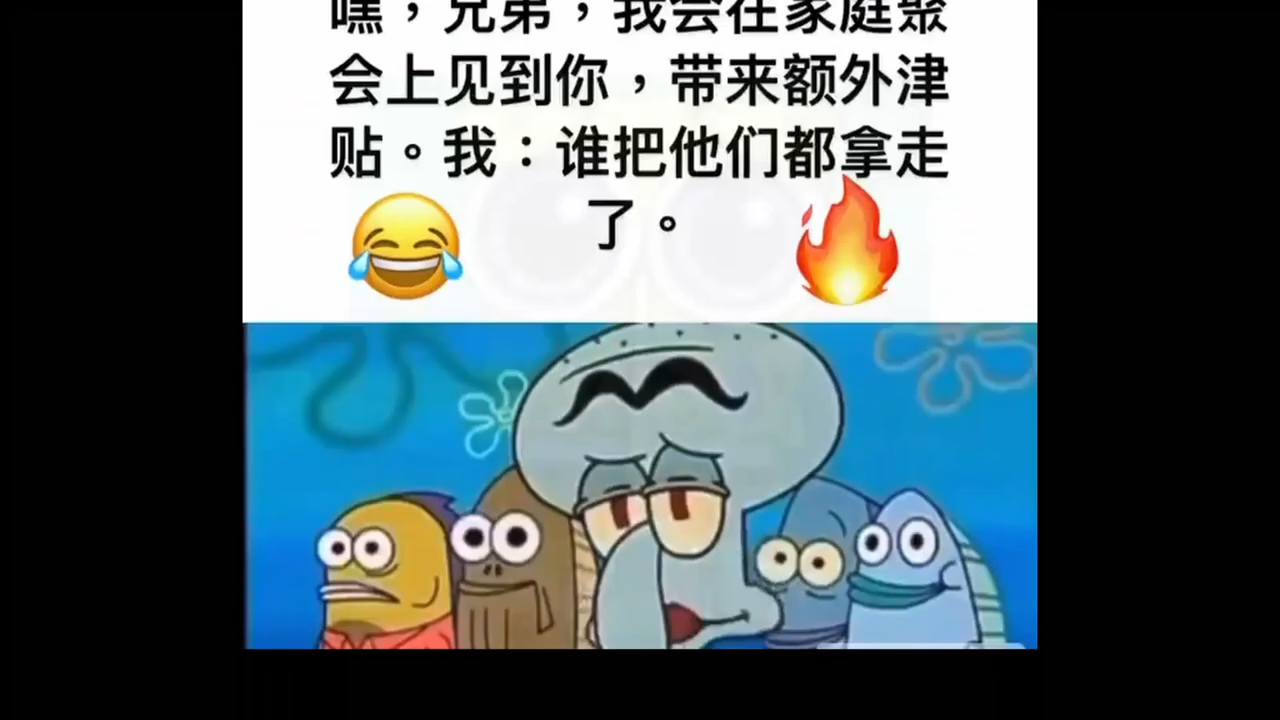 嘿，兄弟，我会在家庭聚
会上见到你，带来额外津
贴。我：谁把他们都拿走
了。